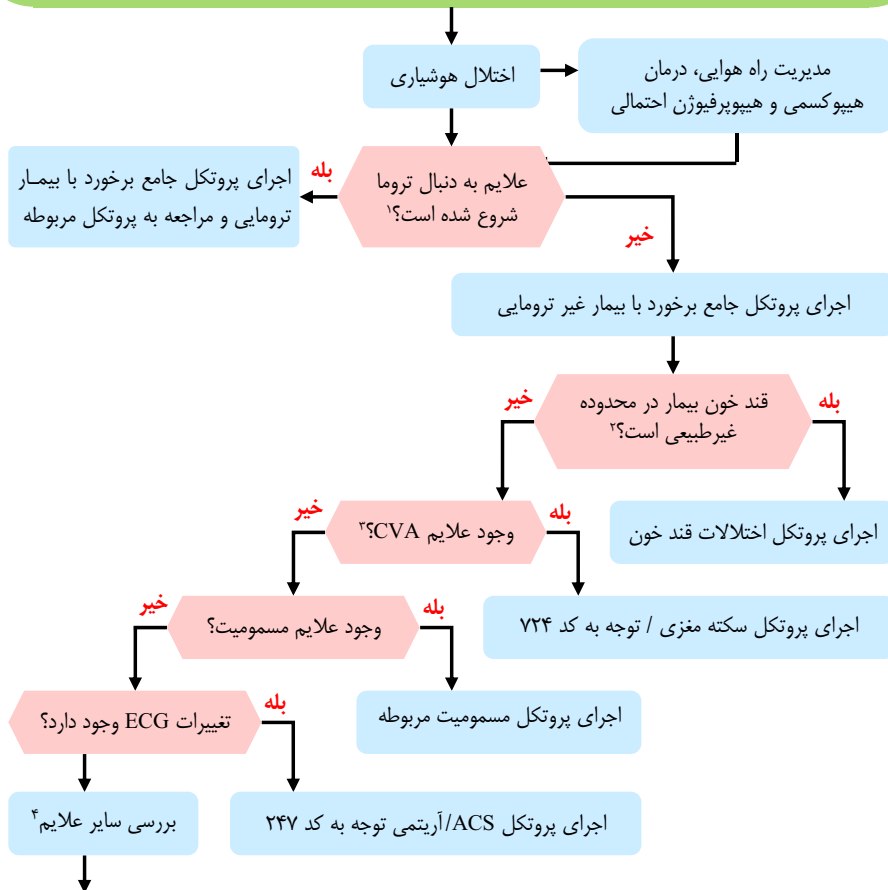 اختلال هوشیاری
مدیریت راه هوایی، درمان
هیپوکسمی و هیپوپرفیوژن احتمالی
علایم به دنبال تروما
شروع شده است؟۱
بله
اجرای پروتکل جامع برخورد با بیمـار
ترومایی و مراجعه به پروتکل مربوطه
خیر
اجرای پروتکل جامع برخورد با بیمار غیر ترومایی
قند خون بیمار در محدوده
غیرطبیعی است؟۲
بله
خیر
اجرای پروتکل اختلالات قند خون
وجود علایم CVA؟۳
بله
خیر
اجرای پروتکل سکته مغزی / توجه به کد ۷۲۴
وجود علایم مسمومیت؟
بله
خیر
اجرای پروتکل مسمومیت مربوطه
تغییرات ECG وجود دارد؟
بله
اجرای پروتکل ACS/آریتمی توجه به کد ۲۴۷
بررسی سایر علایم۴